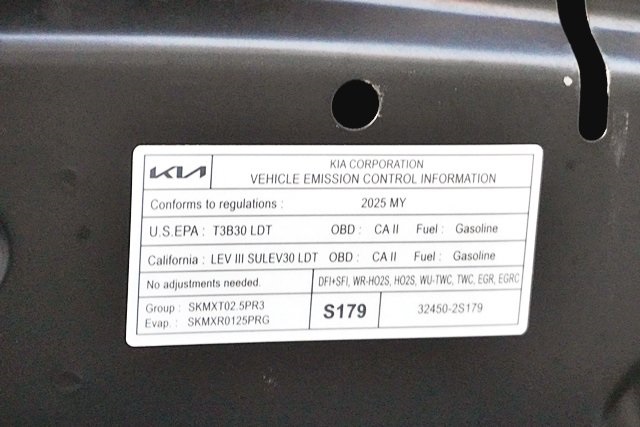 KIA
KIA CORPORATION
VEHICLE EMISSION CONTROL INFORMATION
Conforms to regulations : 2025 MY
U.S.EPA : T3B30 LDT OBD : CA II Fuel : Gasoline
California : LEV III SULEV30 LDT OBD : CA II Fuel : Gasoline
No adjustments needed. DFI+SFI, WR-HO2S, HO2S, WU-TWC, TWC, EGR, EGRC
Group : SKMXT02.5PR3
Evap. : SKMXR0125PRG
S179
32450-2S179